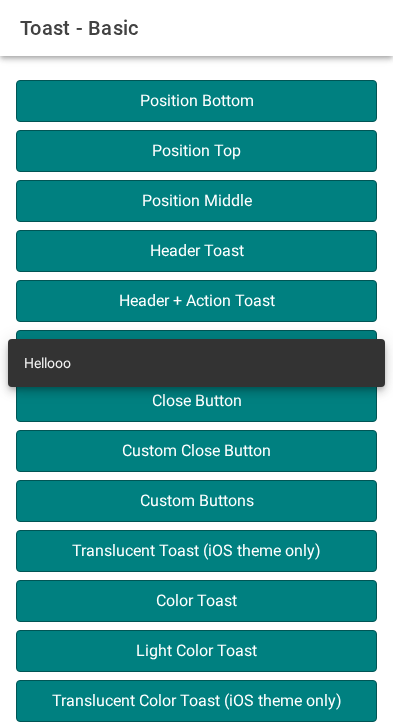 Toast - Basic
Position Bottom
Position Top
Position Middle
Header Toast
Header + Action Toast
Hellooo
Close Button
Custom Close Button
Custom Buttons
Translucent Toast (iOS theme only)
Color Toast
Light Color Toast
Translucent Color Toast (iOS theme only)